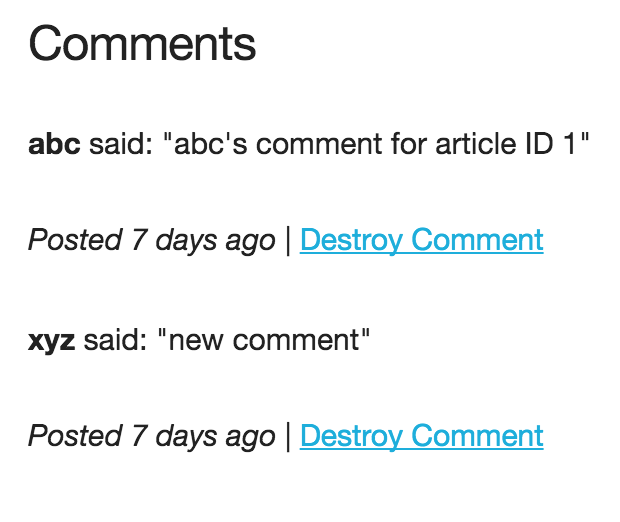 Comments
abc said: "abc's comment for article ID 1"
Posted 7 days ago | Destroy Comment
xyz said: "new comment"
Posted 7 days ago | Destroy Comment